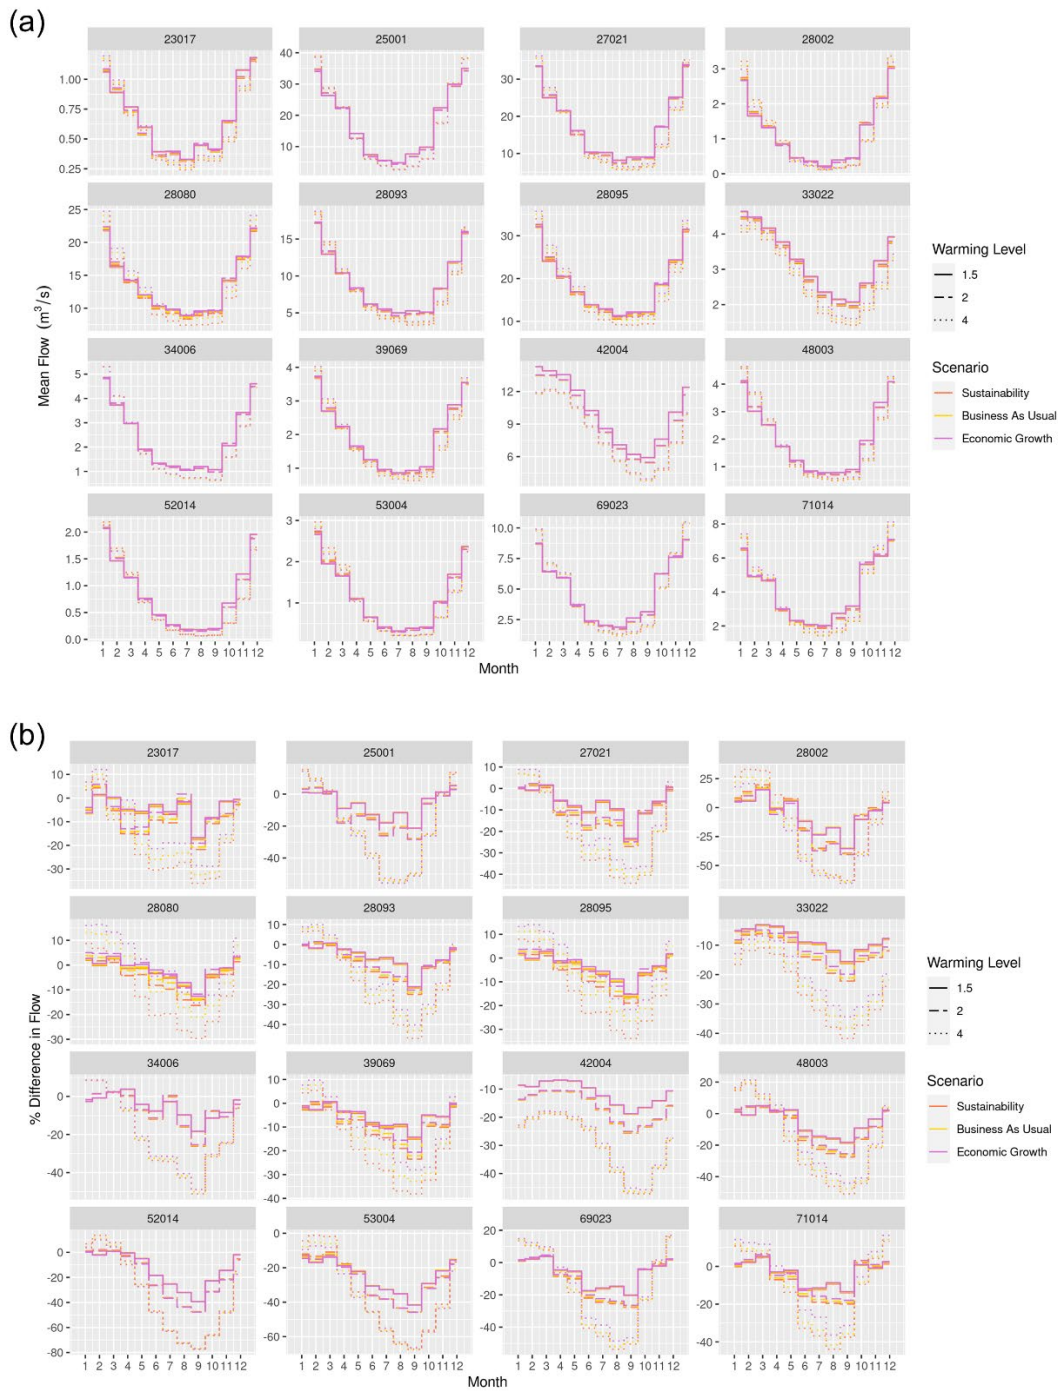 (a)
23017 25001 27021 28002
1.00 0.75 0.50 0.25
40 30 20 10
30 20 10
3 2 1 0
28080 28093 28095 33022
25 20 15 10
15 10 5
30 20 10
4 3 2
34006 39069 42004 48003
5 4 3 2 1
4 3 2 1
12 9 6
4 3 2 1
52014 53004 69023 71014
2.0 1.5 1.0 0.5 0.0
3 2 1
10.0 7.5 5.0 2.5
8 6 4 2
1 2 3 4 5 6 7 8 9 10 11 12
1 2 3 4 5 6 7 8 9 10 11 12
1 2 3 4 5 6 7 8 9 10 11 12
1 2 3 4 5 6 7 8 9 10 11 12
Mean Flow (m³/s)
Month
Warming Level
1.5
2
4
Scenario
Sustainability
Business As Usual
Economic Growth
(b)
23017 25001 27021 28002
10 0 -10 -20 -30
0 -20 -40
10 0 -10 -20 -30 -40
25 0 -25 -50
28080 28093 28095 33022
10 0 -10 -20 -30
10 0 -10 -20 -30 -40
10 0 -10 -20 -30
-10 -20 -30 -40
34006 39069 42004 48003
0 -20 -40
10 0 -10 -20 -30 -40
-10 -20 -30 -40
20 0 -20 -40
52014 53004 69023 71014
0 -20 -40 -60 -80
0 -20 -40 -60
20 0 -20 -40
0 -20 -40
1 2 3 4 5 6 7 8 9 10 11 12
1 2 3 4 5 6 7 8 9 10 11 12
1 2 3 4 5 6 7 8 9 10 11 12
1 2 3 4 5 6 7 8 9 10 11 12
% Difference in Flow
Month
Warming Level
1.5
2
4
Scenario
Sustainability
Business As Usual
Economic Growth